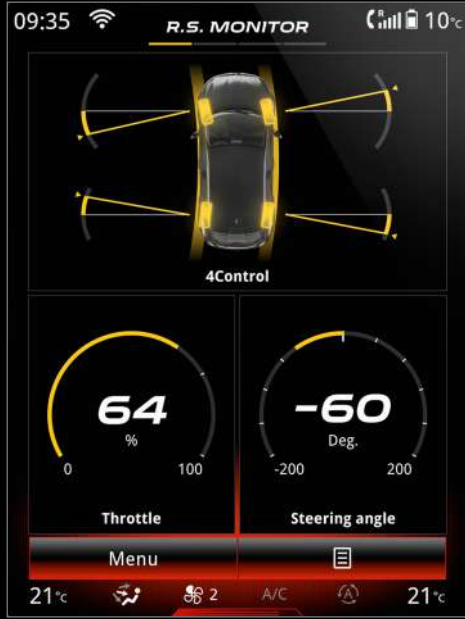 09:35 R 10°c
R.S. MONITOR
4Control
64
%
0 100
Throttle
-60
Deg.
-200 200
Steering angle
Menu
21°c 2 A/C A 21°c